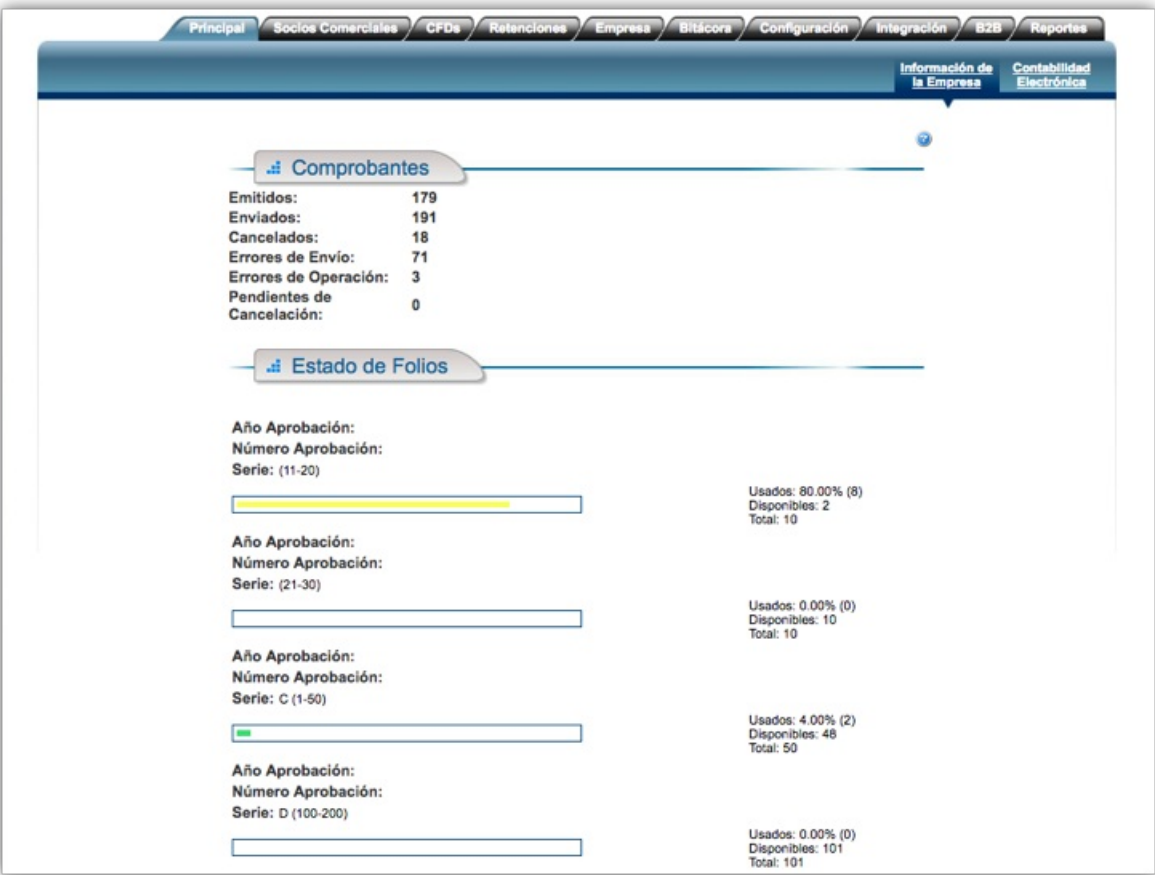 Principal Socios Comerciales CFDs Retenciones Empresa Bitácora Configuración Integración B2B Reportes
Información de la Empresa
Contabilidad Electrónica
?
Comprobantes
Emitidos: 179
Enviados: 191
Cancelados: 18
Errores de Envío: 71
Errores de Operación: 3
Pendientes de Cancelación: 0
Estado de Folios
Año Aprobación:
Número Aprobación:
Serie: (11-20)
Usados: 80.00% (8)
Disponibles: 2
Total: 10
Año Aprobación:
Número Aprobación:
Serie: (21-30)
Usados: 0.00% (0)
Disponibles: 10
Total: 10
Año Aprobación:
Número Aprobación:
Serie: C (1-50)
Usados: 4.00% (2)
Disponibles: 48
Total: 50
Año Aprobación:
Número Aprobación:
Serie: D (100-200)
Usados: 0.00% (0)
Disponibles: 101
Total: 101